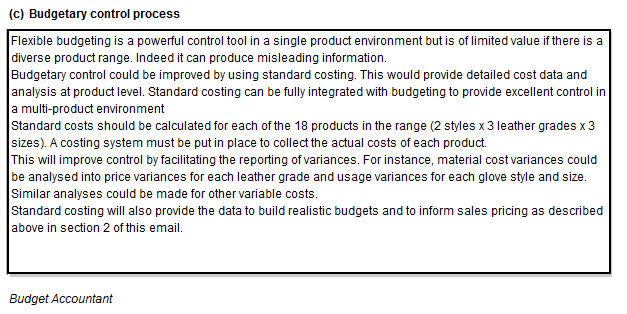 (c) Budgetary control process
Flexible budgeting is a powerful control tool in a single product environment but is of limited value if there is a
diverse product range. Indeed it can produce misleading information.
Budgetary control could be improved by using standard costing. This would provide detailed cost data and
analysis at product level. Standard costing can be fully integrated with budgeting to provide excellent control in
a multi-product environment
Standard costs should be calculated for each of the 18 products in the range (2 styles x 3 leather grades x 3
sizes). A costing system must be put in place to collect the actual costs of each product.
This will improve control by facilitating the reporting of variances. For instance, material cost variances could
be analysed into price variances for each leather grade and usage variances for each glove style and size.
Similar analyses could be made for other variable costs.
Standard costing will also provide the data to build realistic budgets and to inform sales pricing as described
above in section 2 of this email.
Budget Accountant